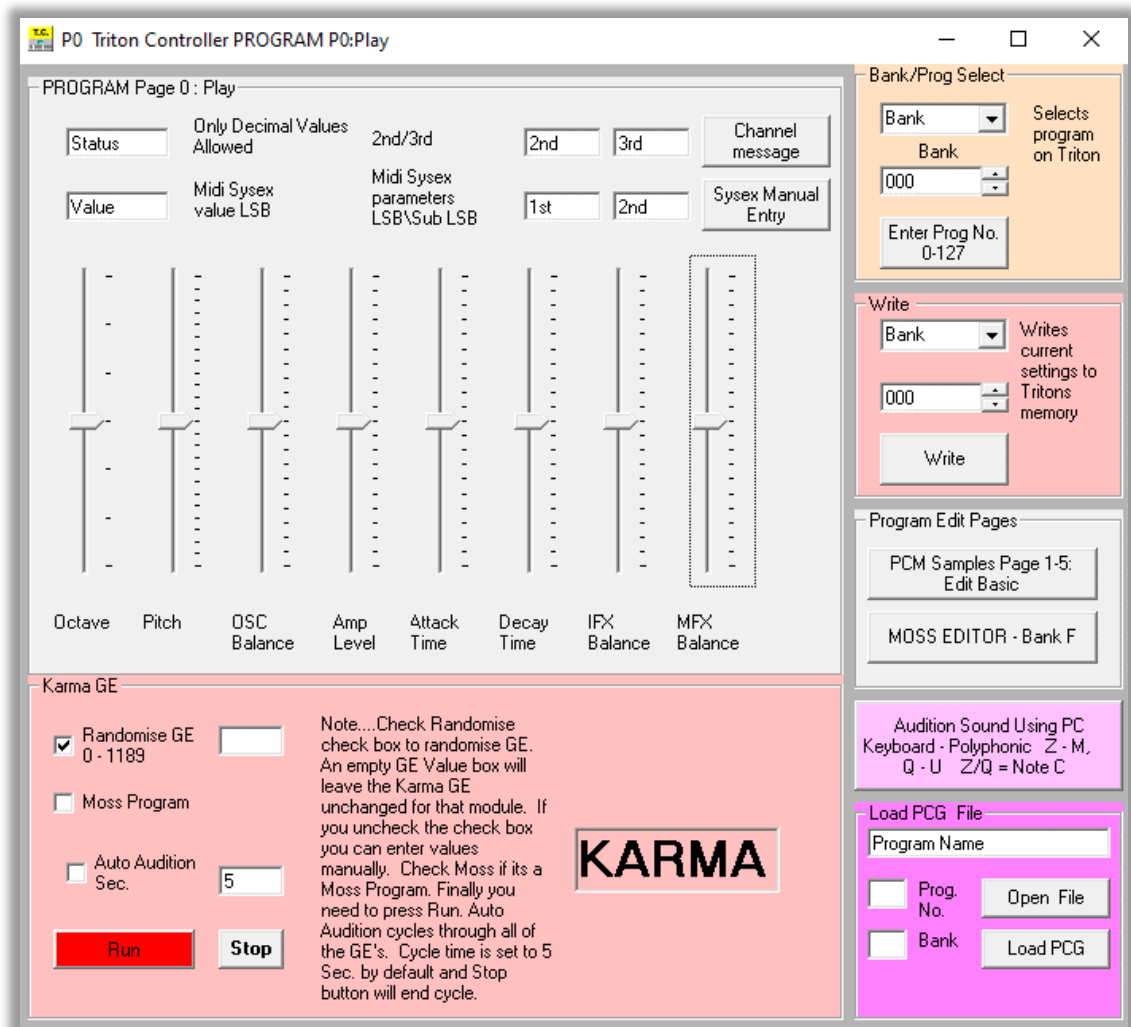 T.C.
P0 Triton Controller PROGRAM P0:Play
PROGRAM Page 0 : Play
Status
Only Decimal Values
Allowed
2nd/3rd
2nd
3rd
Channel
message
Value
Midi Sysex
value LSB
Midi Sysex
parameters
LSB\Sub LSB
1st
2nd
Sysex Manual
Entry
Octave
Pitch
OSC
Balance
Amp
Level
Attack
Time
Decay
Time
IFX
Balance
MFX
Balance
Karma GE
Randomise GE
0 - 1189
Moss Program
Auto Audition
Sec.
5
Run
Stop
Note....Check Randomise
check box to randomise GE.
An empty GE Value box will
leave the Karma GE
unchanged for that module. If
you uncheck the check box
you can enter values
manually. Check Moss if its a
Moss Program. Finally you
need to press Run. Auto
Audition cycles through all of
the GE's. Cycle time is set to 5
Sec. by default and Stop
button will end cycle.
KARMA
Bank/Prog Select
Bank
Selects
program
on Triton
Bank
000
Enter Prog No.
0-127
Write
Bank
Writes
current
settings to
Tritons
memory
000
Write
Program Edit Pages
PCM Samples Page 1-5:
Edit Basic
MOSS EDITOR - Bank F
Audition Sound Using PC
Keyboard - Polyphonic Z - M,
Q - U Z/Q = Note C
Load PCG File
Program Name
Prog.
No.
Open File
Bank
Load PCG